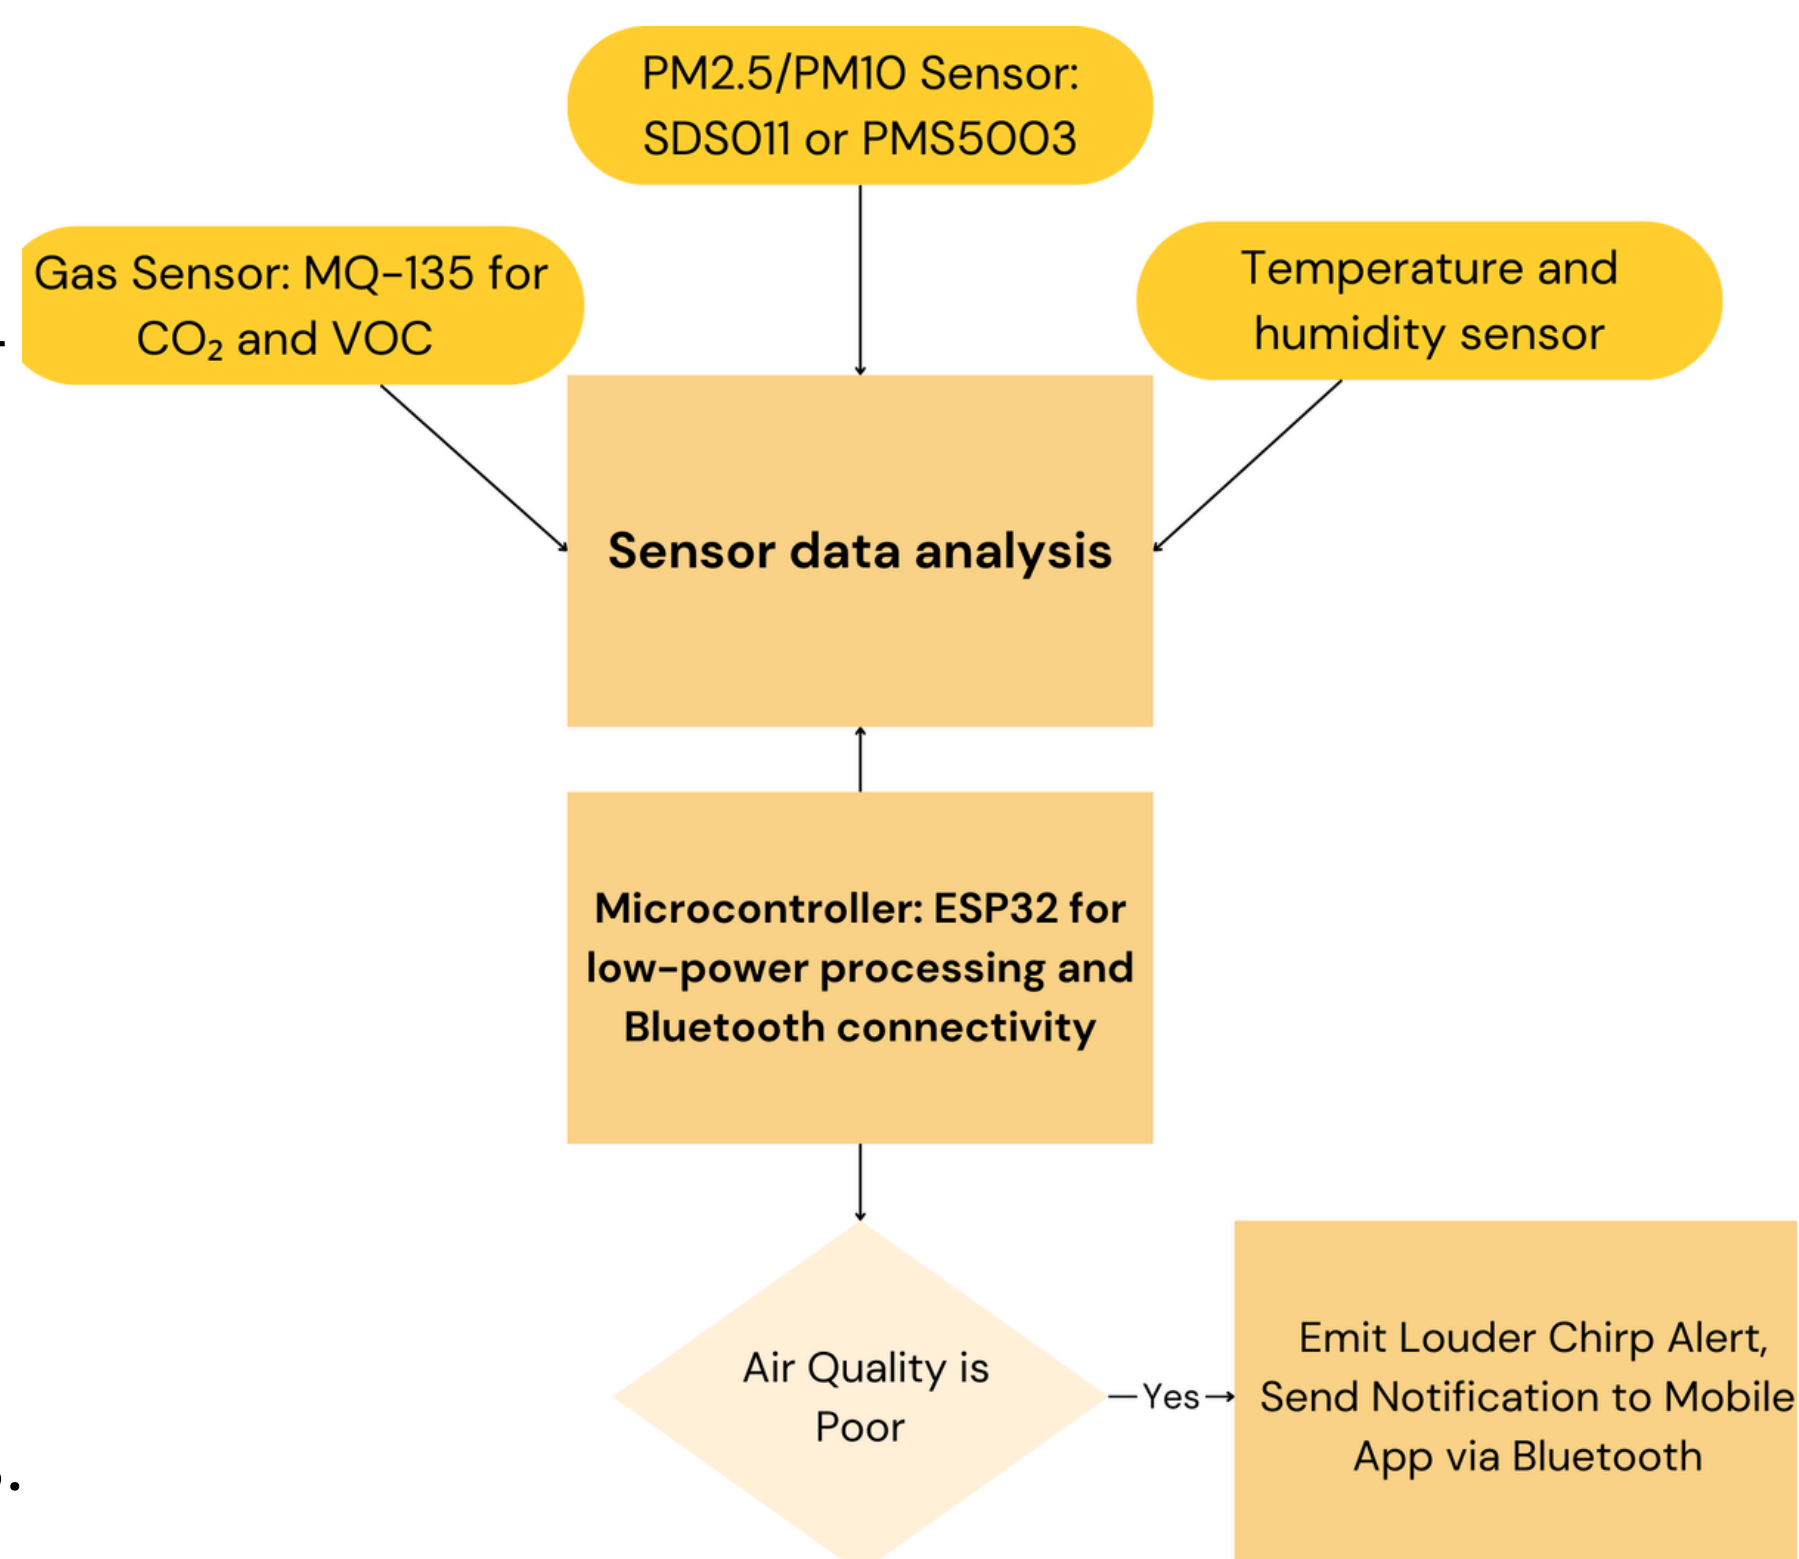 PM2.5/PM10 Sensor:
SDS011 or PMS5003
Gas Sensor: MQ-135 for
CO₂ and VOC
Temperature and
humidity sensor
Sensor data analysis
Microcontroller: ESP32 for
low-power processing and
Bluetooth connectivity
Air Quality is
Poor
Yes
Emit Louder Chirp Alert,
Send Notification to Mobile
App via Bluetooth